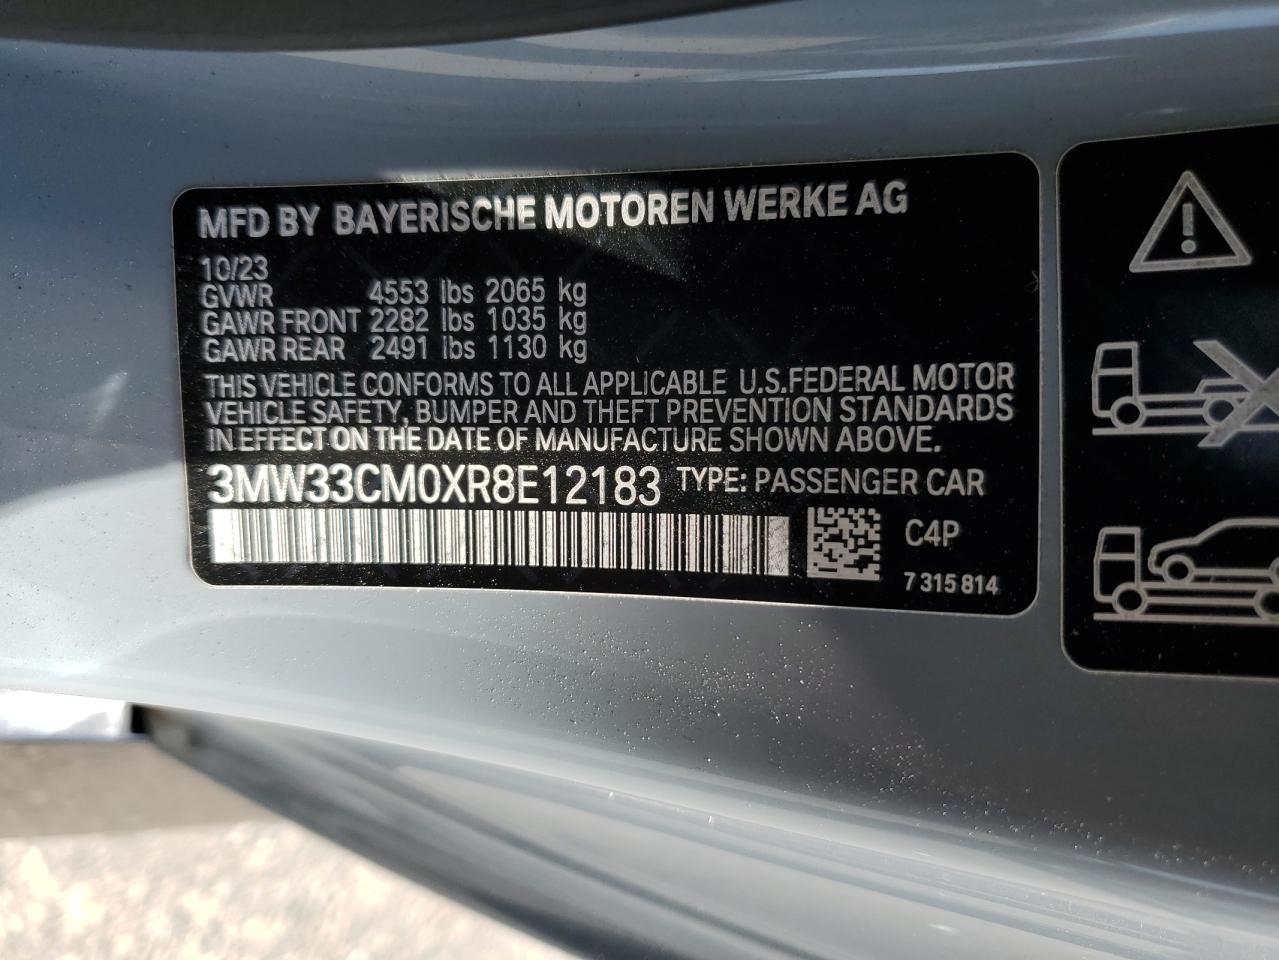 MFD BY BAYERISCHE MOTOREN WERKE AG
10/23
GVWR 4553 lbs 2065 kg
GAWR FRONT 2282 lbs 1035 kg
GAWR REAR 2491 lbs 1130 kg
THIS VEHICLE CONFORMS TO ALL APPLICABLE U.S.FEDERAL MOTOR
VEHICLE SAFETY, BUMPER AND THEFT PREVENTION STANDARDS
IN EFFECT ON THE DATE OF MANUFACTURE SHOWN ABOVE.
3MW33CM0XR8E12183 TYPE: PASSENGER CAR
C4P
7 315 814